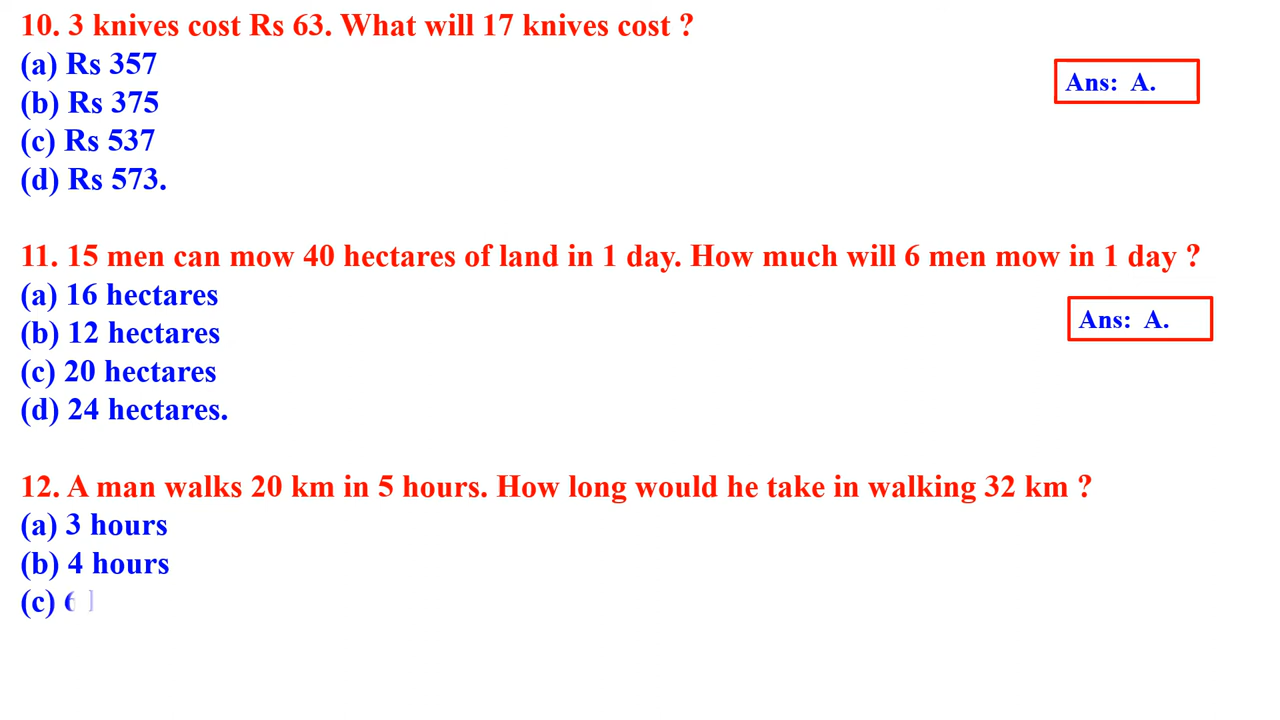 10. 3 knives cost Rs 63. What will 17 knives cost ?
(a) Rs 357
Ans: A.
(b) Rs 375
(c) Rs 537
(d) Rs 573.
11. 15 men can mow 40 hectares of land in 1 day. How much will 6 men mow in 1 day ?
(a) 16 hectares
Ans: A.
(b) 12 hectares
(c) 20 hectares
(d) 24 hectares.
12. A man walks 20 km in 5 hours. How long would he take in walking 32 km ?
(a) 3 hours
(b) 4 hours
(c) 6